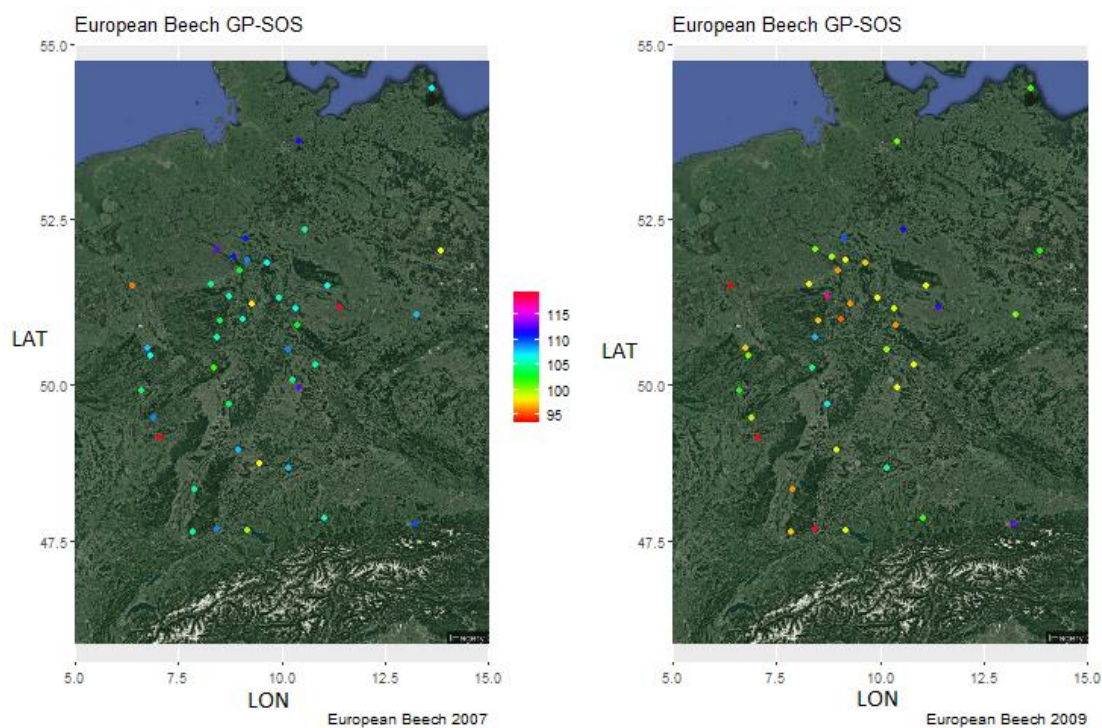 European Beech GP-SOS
55.0
52.5
LAT
50.0
47.5
Imagery
5.0 7.5 10.0 12.5 15.0
LON
European Beech 2007
115
110
105
100
95
European Beech GP-SOS
55.0
52.5
LAT
50.0
47.5
Imagery
5.0 7.5 10.0 12.5 15.0
LON
European Beech 2009